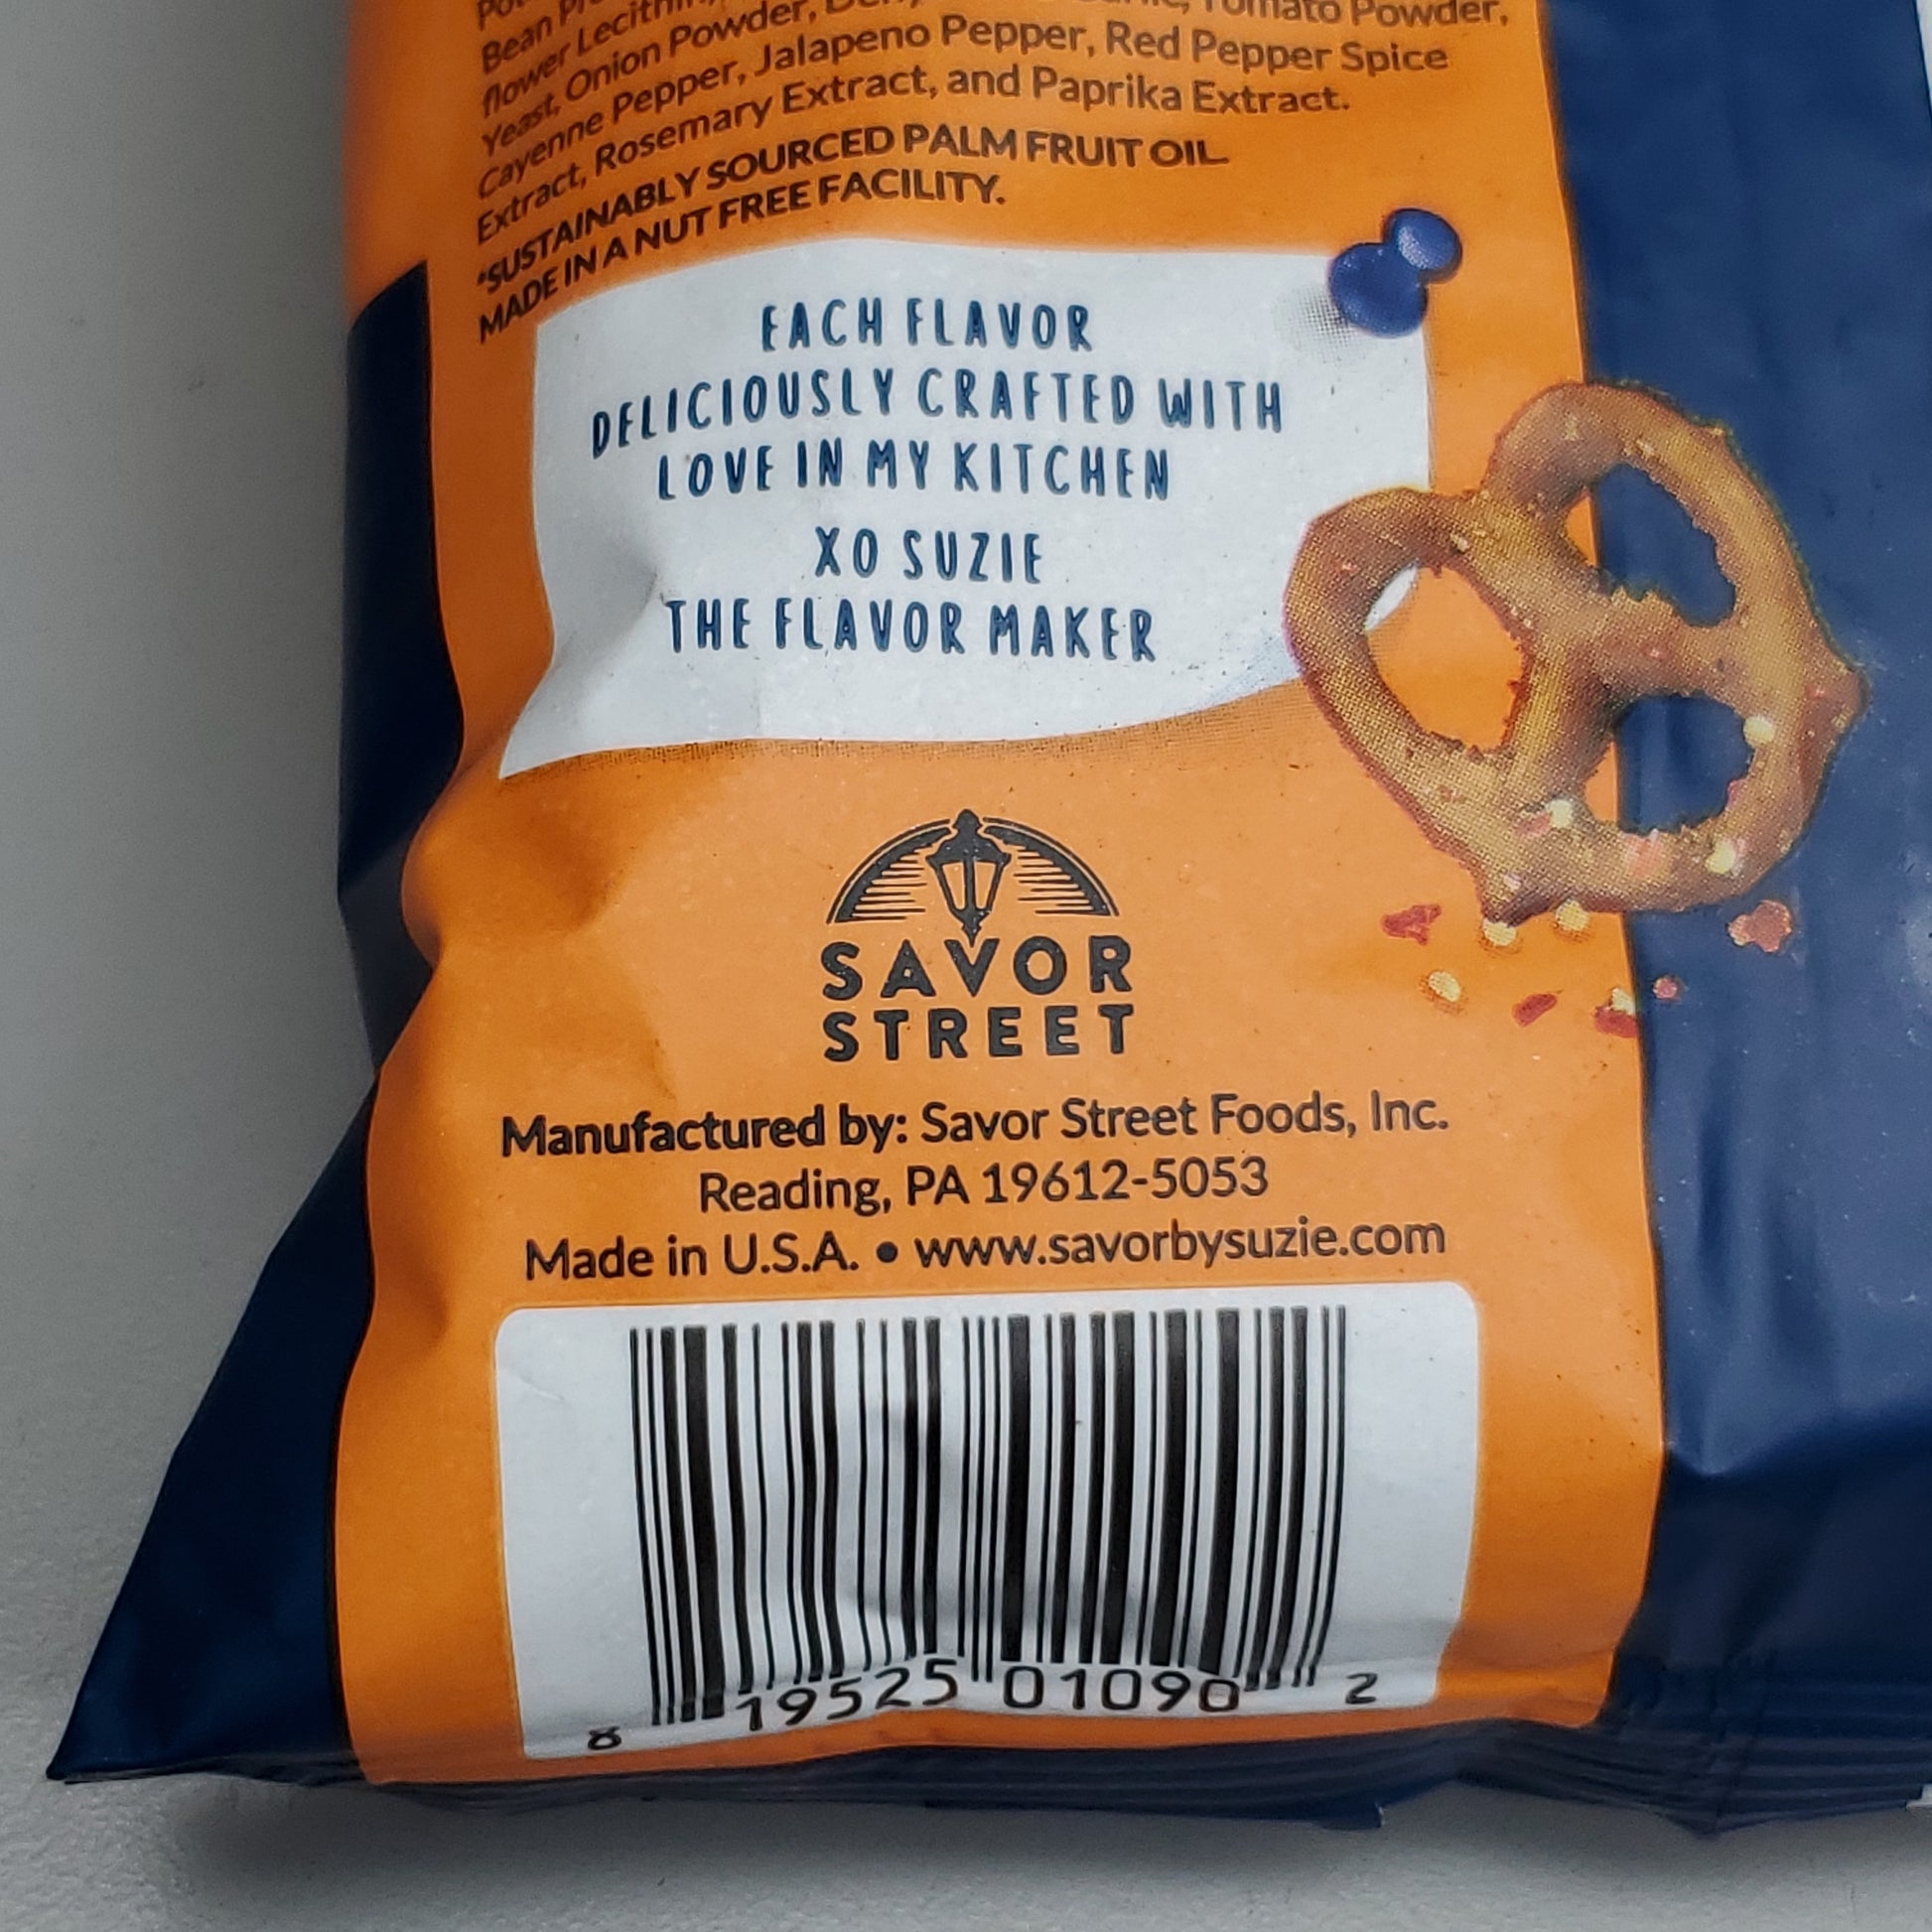 Bean
flower Lecithin, Tomato Powder,
Yeast, Onion Powder,
Cayenne Pepper, Jalapeno Pepper, Red Pepper Spice
Extract, Rosemary Extract, and Paprika Extract.
*SUSTAINABLY SOURCED PALM FRUIT OIL
MADE IN A NUT FREE FACILITY.
EACH FLAVOR
DELICIOUSLY CRAFTED WITH
LOVE IN MY KITCHEN
XO SUZIE
THE FLAVOR MAKER
SAVOR
STREET
Manufactured by: Savor Street Foods, Inc.
Reading, PA 19612-5053
Made in U.S.A. • www.savorbysuzie.com
8 19525 01090 2